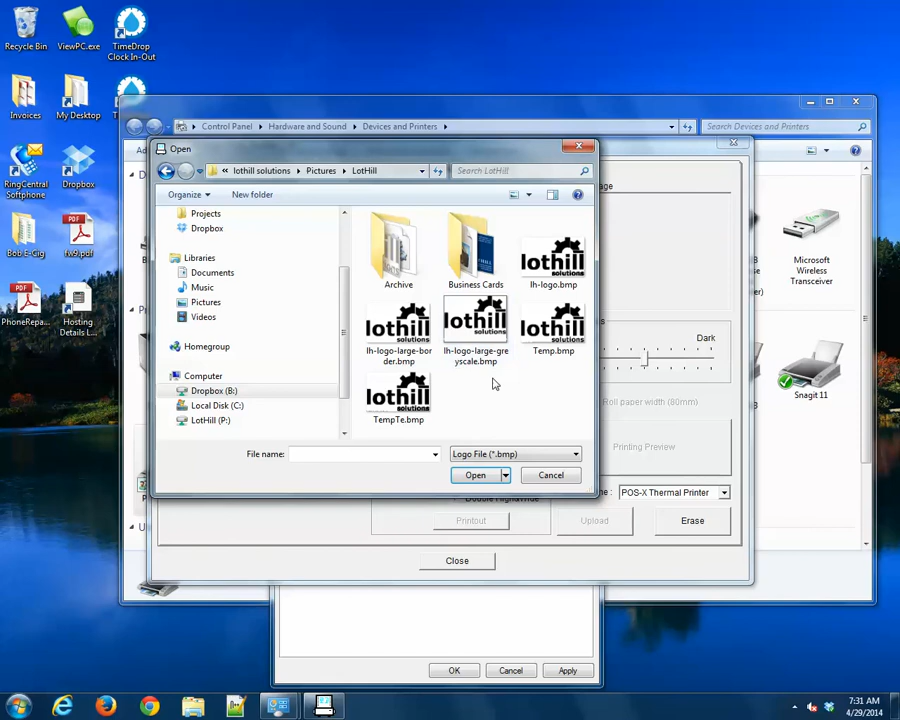 Recycle Bin
ViewPC.exe
TimeDrop
Clock In-Out
Invoices
My Desktop
RingCentral
Softphone
Dropbox
Bob E-Cig
fw9.pdf
PhoneRepa...
Hosting
Details L...
Control Panel
Hardware and Sound
Devices and Printers
Search Devices and Printers
Open
lothill solutions
Pictures
LotHill
Search LotHill
Organize
New folder
Projects
Dropbox
Libraries
Documents
Music
Pictures
Videos
Homegroup
Computer
Dropbox (B:)
Local Disk (C:)
LotHill (P:)
Archive
Business Cards
lothill
solutions
lh-logo.bmp
lothill
solutions
lh-logo-large-bor
der.bmp
lothill
solutions
lh-logo-large-gre
yscale.bmp
lothill
solutions
Temp.bmp
lothill
solutions
TempTe.bmp
File name:
Logo File (*.bmp)
Open
Cancel
Dark
Roll paper width (80mm)
Printing Preview
POS-X Thermal Printer
Printout
Upload
Erase
Close
OK
Cancel
Apply
Microsoft
Wireless
Transceiver
Snagit 11
7:31 AM
4/29/2014